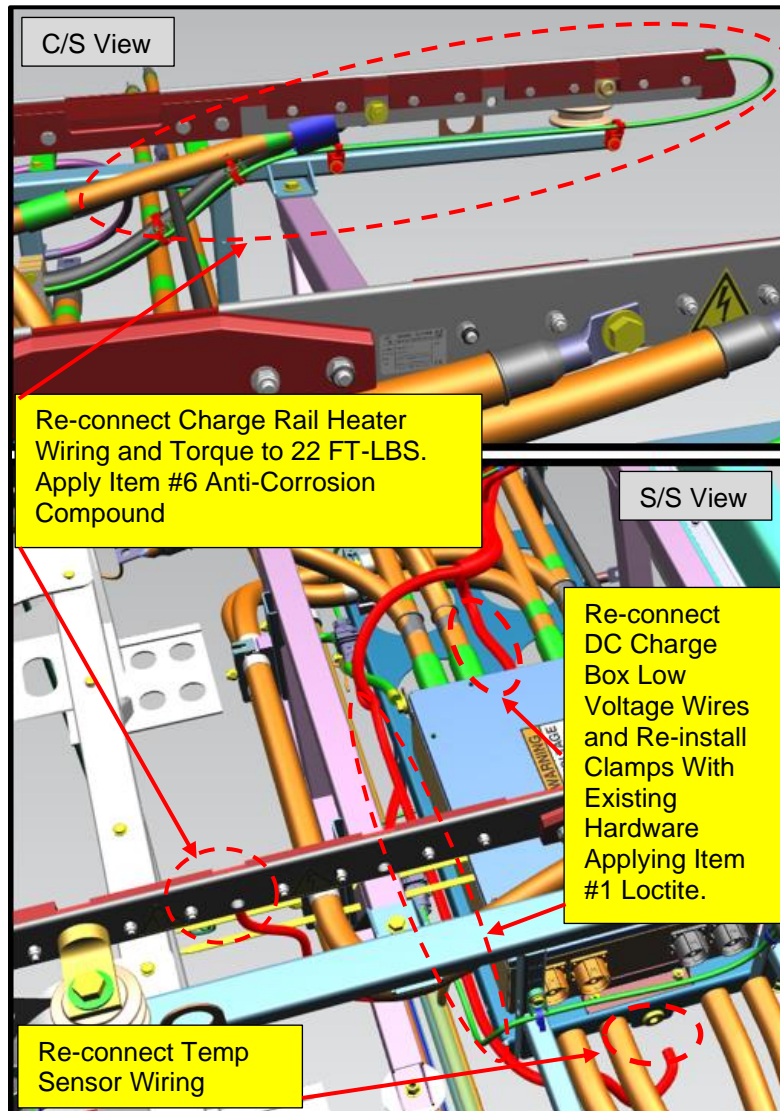 C/S View
Re-connect Charge Rail Heater
Wiring and Torque to 22 FT-LBS.
Apply Item #6 Anti-Corrosion
Compound
S/S View
Re-connect
DC Charge
Box Low
Voltage Wires
and Re-install
Clamps With
Existing
Hardware
Applying Item
#1 Loctite.
WARNING
Re-connect Temp
Sensor Wiring